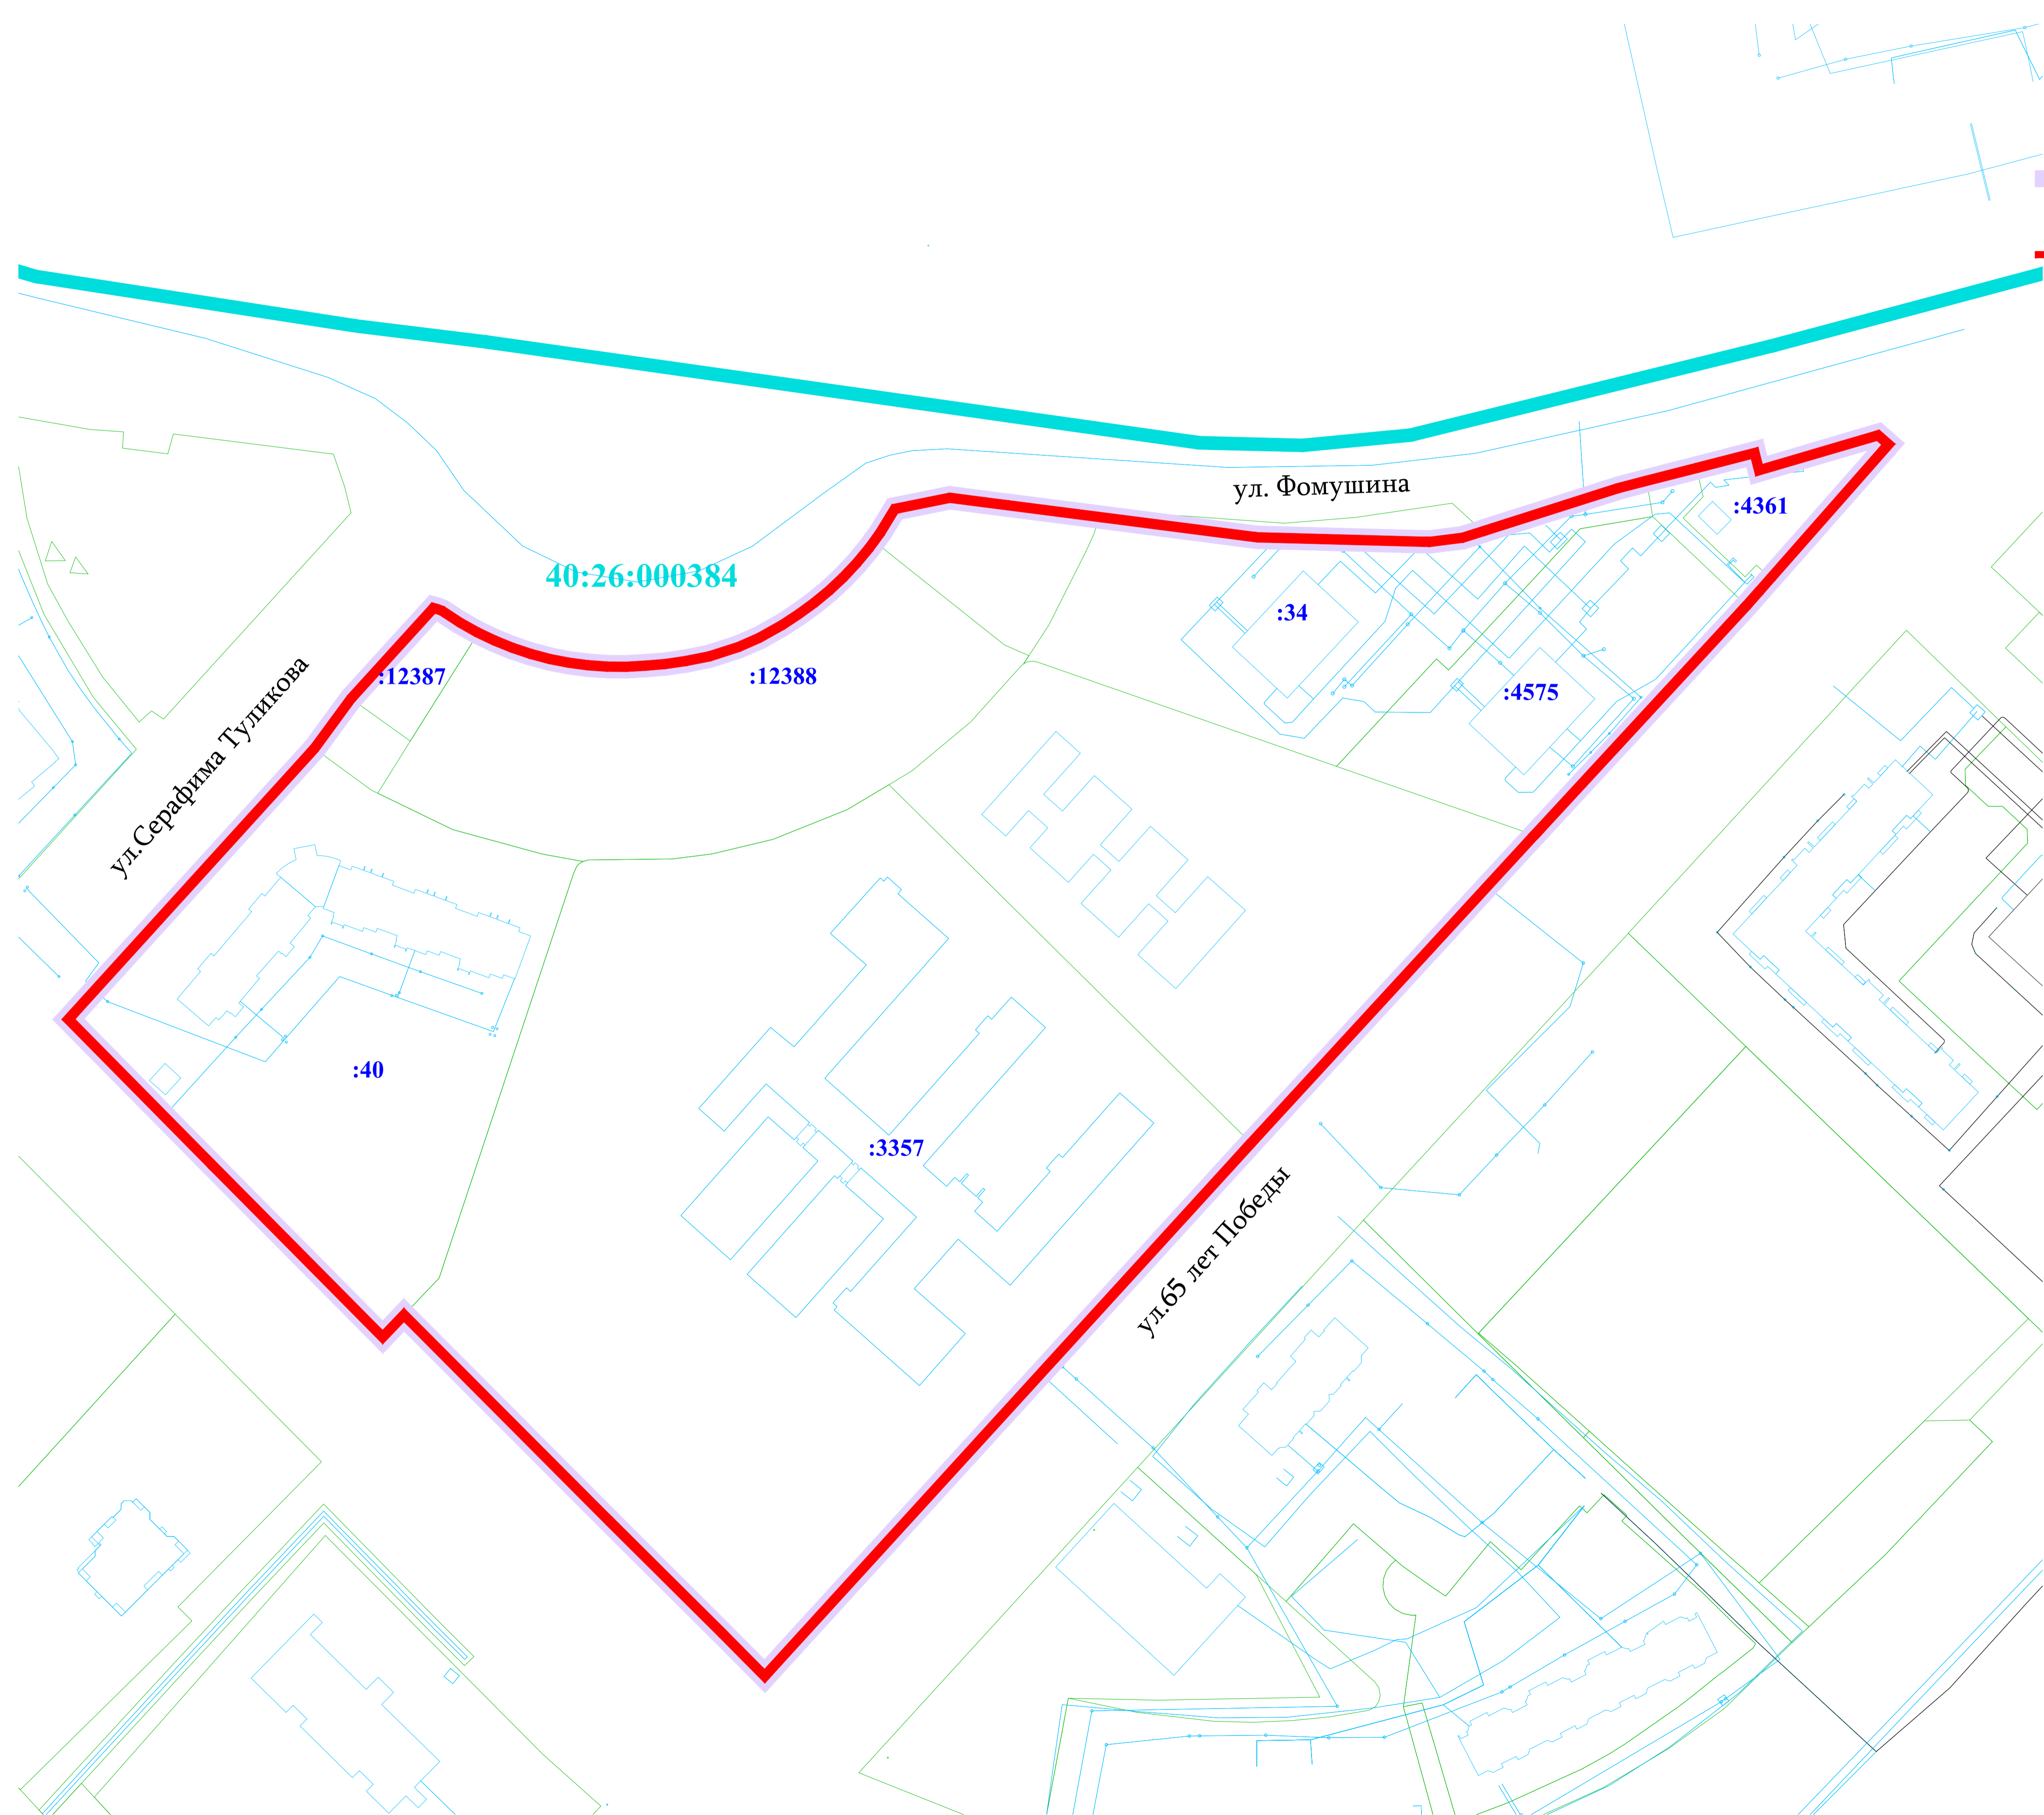 ул. Фомушина
:4361
40:26:000384
:34
:12387
:12388
:4575
ул.Серафима Туликова
:40
:3357
ул.65 лет Победы